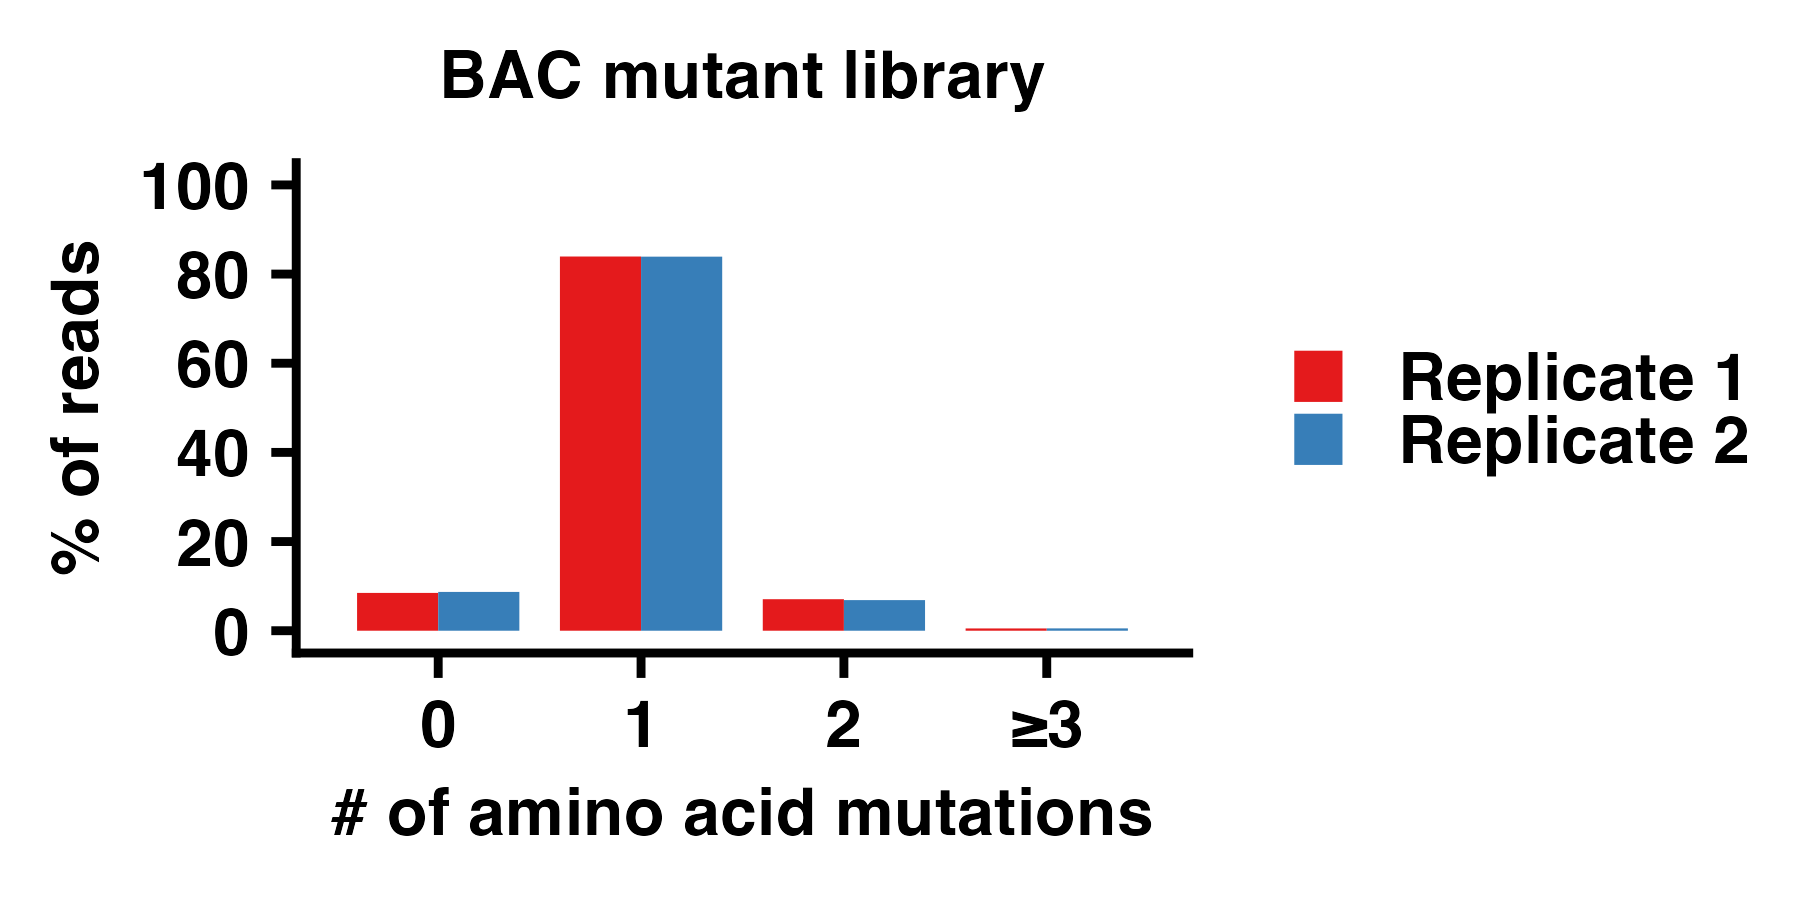 BAC mutant library
% of reads
100
80
60
40
20
0
0 1 2 ≥3
# of amino acid mutations
Replicate 1
Replicate 2